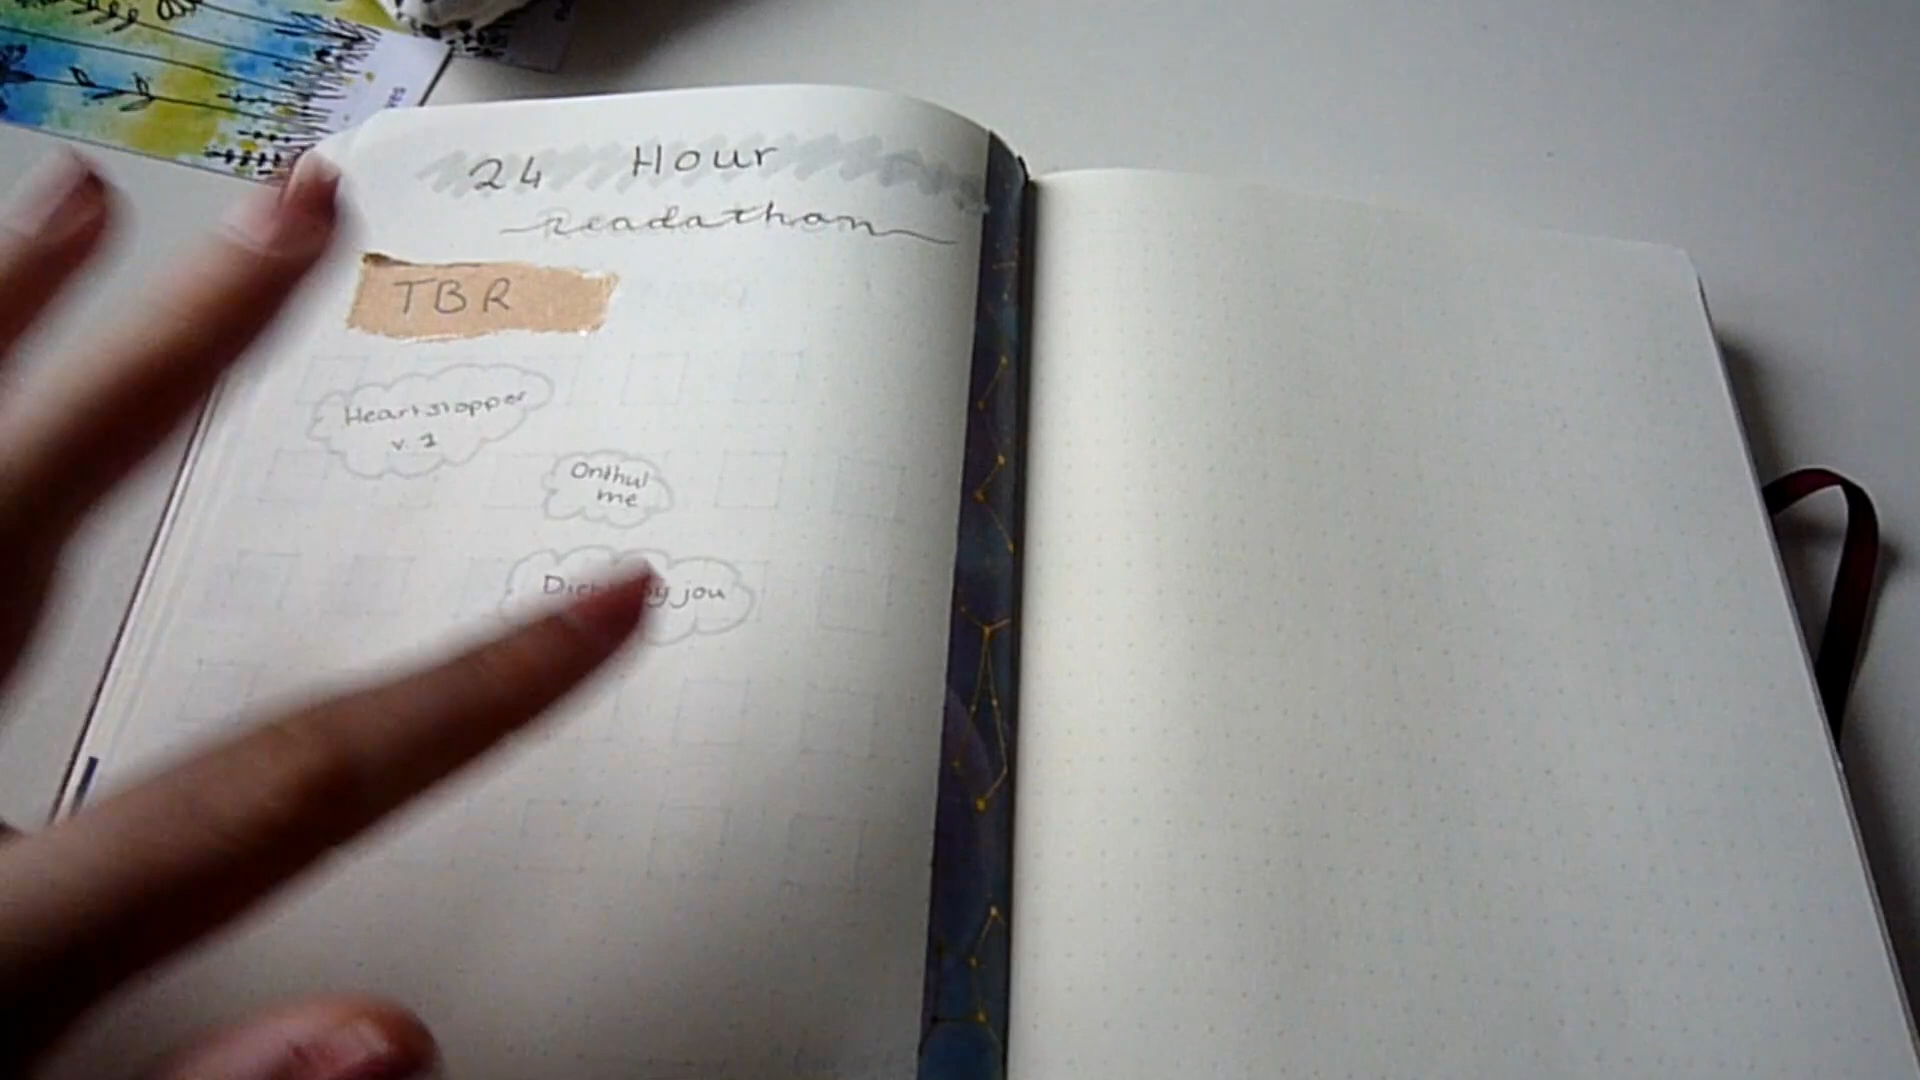 24 Hour
readathon
TBR
Heartstopper
v. 1
Onthul
me
jou